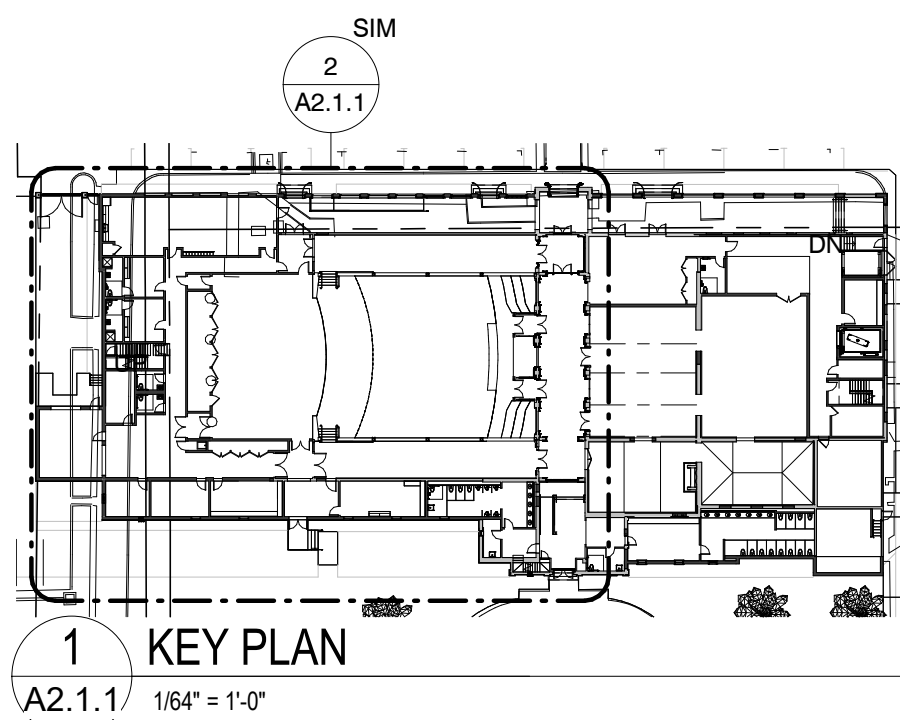 SIM
2
A2.1.1
DN
1
KEY PLAN
A2.1.1
1/64" = 1'-0"